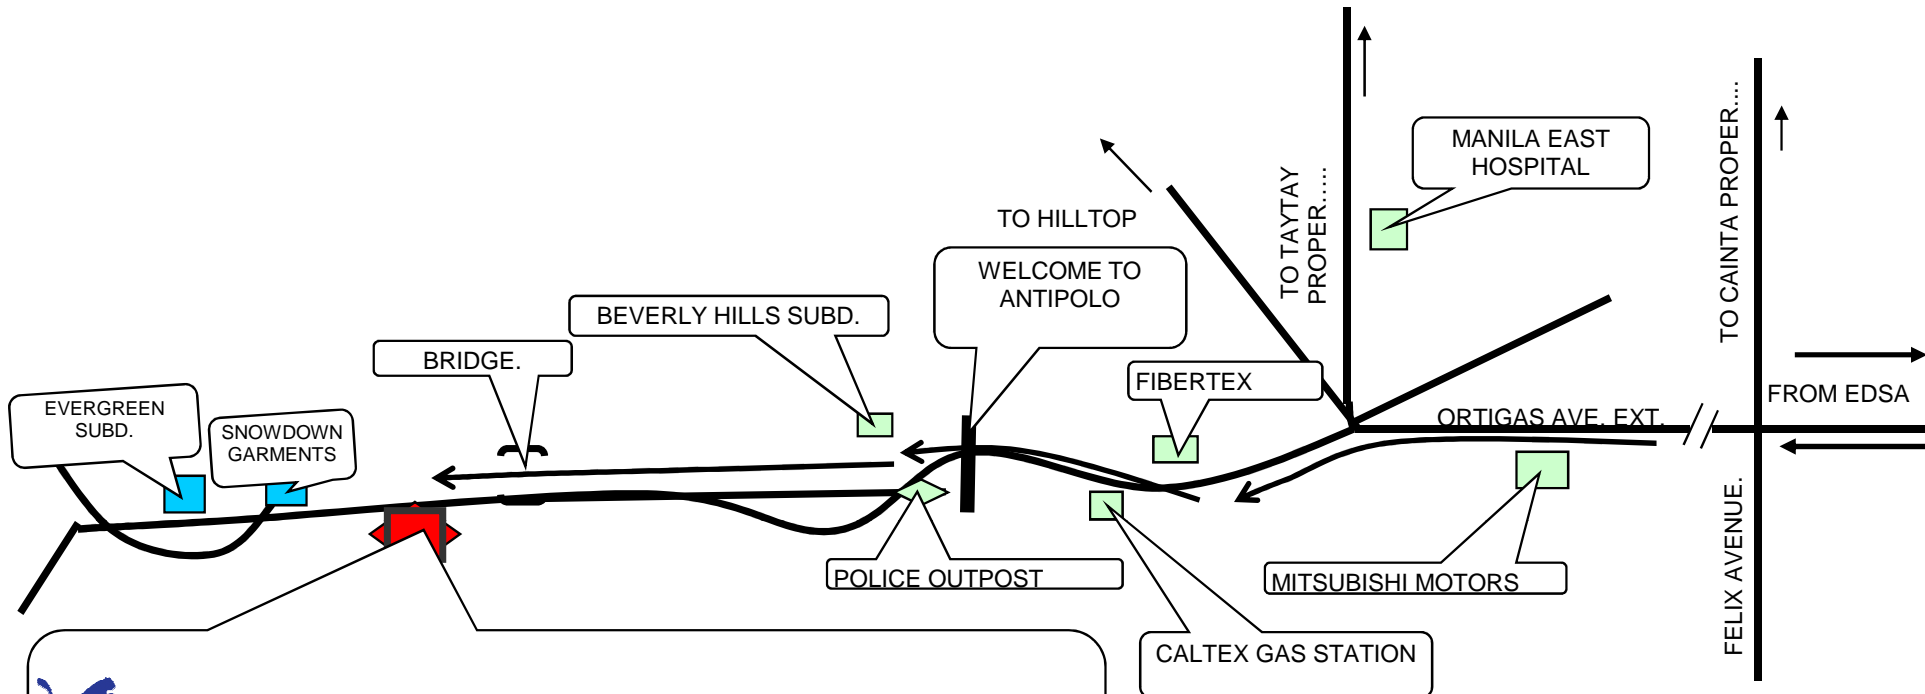 MANILA EAST
HOSPITAL
TO CAINTA PROPER....
TO TAYTAY
PROPER.....
TO HILLTOP
WELCOME TO
ANTIPOLO
BEVERLY HILLS SUBD.
BRIDGE.
FIBERTEX
FROM EDSA
ORTIGAS AVE. EXT.
EVERGREEN
SUBD.
SNOWDOWN
GARMENTS
POLICE OUTPOST
MITSUBISHI MOTORS
FELIX AVENUE.
CALTEX GAS STATION